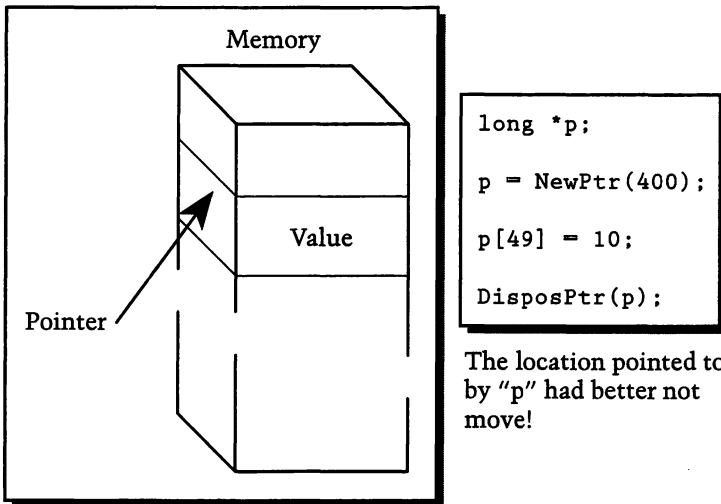 Memory
Value
Pointer
long *p;
p = NewPtr(400);
p[49] = 10;
DisposPtr(p);
The location pointed to
by "p" had better not
move!